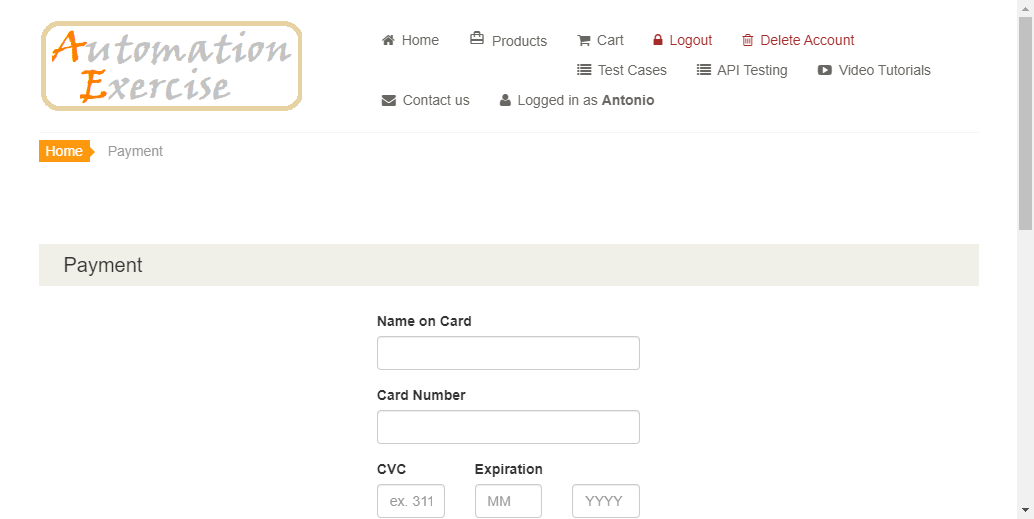 Automation
Exercise
Home Products Cart Logout Delete Account
Test Cases API Testing Video Tutorials
Contact us Logged in as Antonio
Home Payment
Payment
Name on Card
Card Number
CVC Expiration
ex. 311 MM YYYY